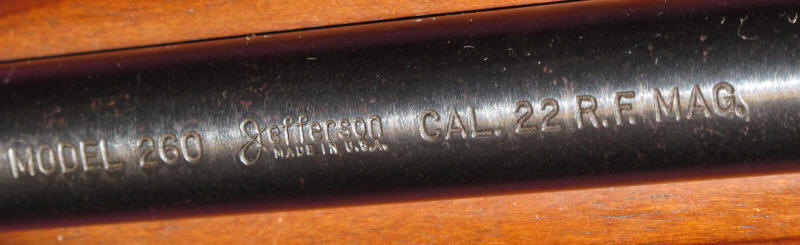 MODEL 260 Jefferson CAL. 22 R.F. MAG.
MADE IN U.S.A.